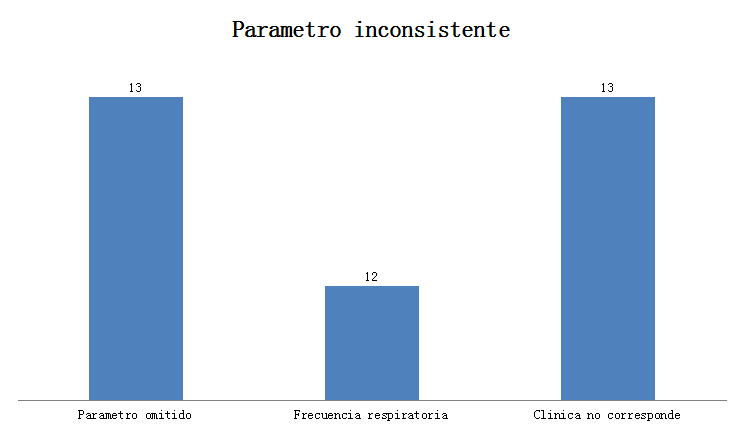 Parametro inconsistente
13
12
13
Parametro omitido
Frecuencia respiratoria
Clinica no corresponde